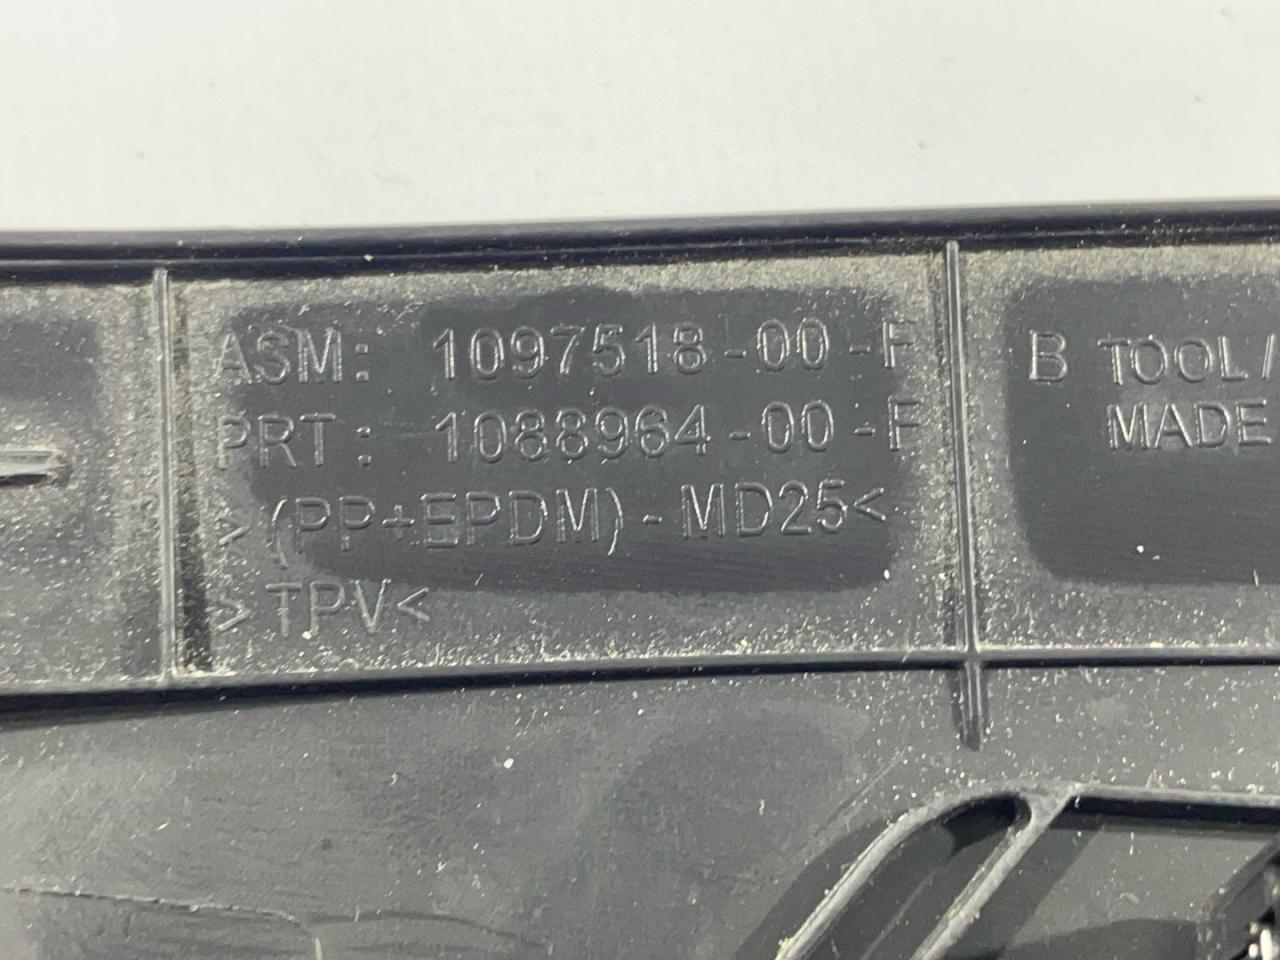 ASM: 1097518-00-F
PRT: 1088964-00-F
>(PP+EPDM)-MD25<
>TPV<
B TOOL/
MADE